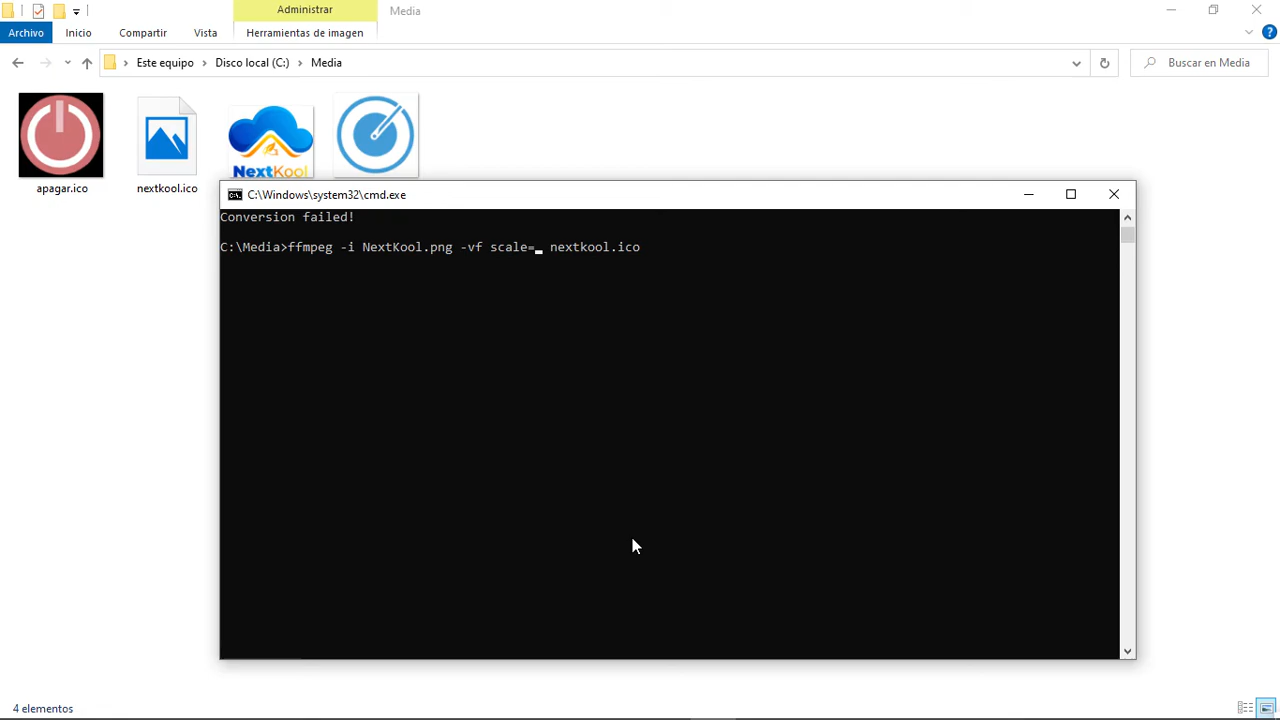 Administrar
Media
Archivo
Inicio
Compartir
Vista
Herramientas de imagen
Este equipo
Disco local (C:)
Media
Buscar en Media
NextKool
apagar.ico
nextkool.ico
C:\Windows\system32\cmd.exe
Conversion failed!
C:\Media>ffmpeg -i NextKool.png -vf scale=_ nextkool.ico
4 elementos